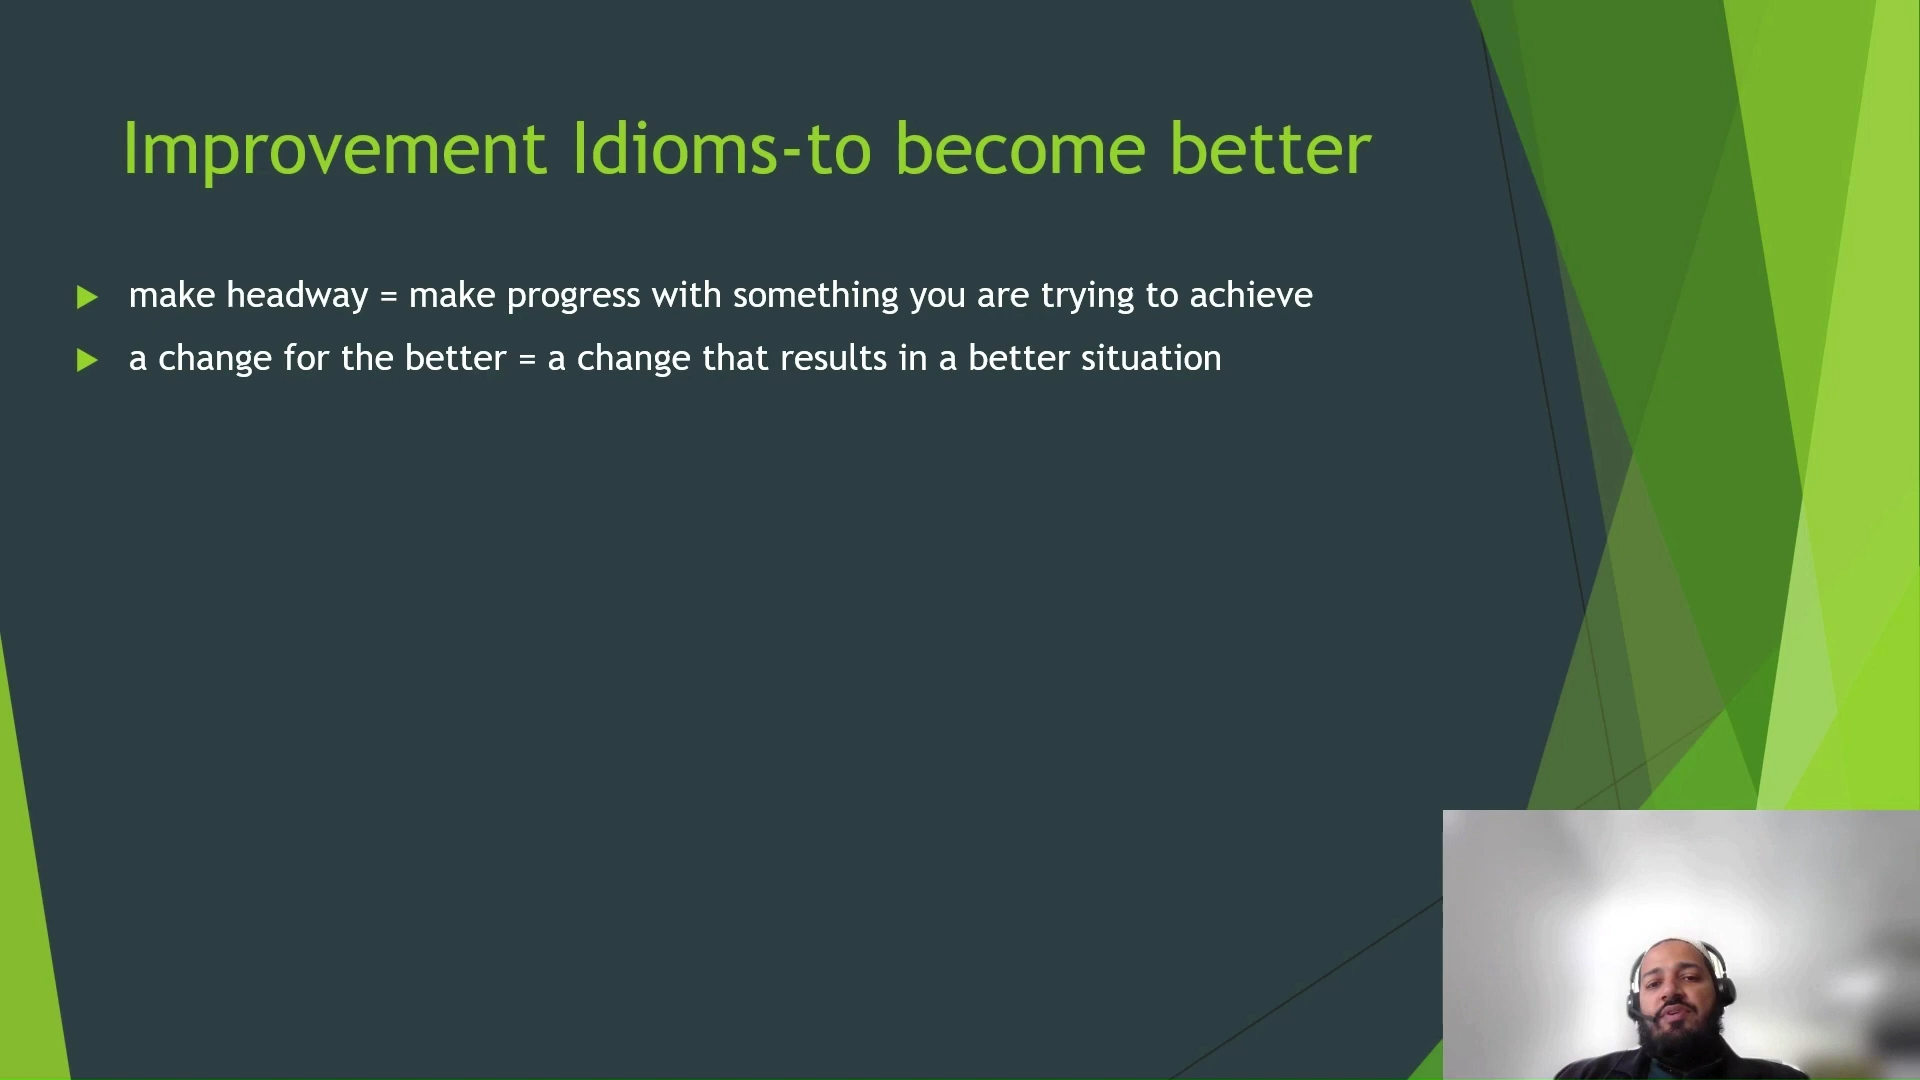 Improvement Idioms-to become better
make headway = make progress with something you are trying to achieve
a change for the better = a change that results in a better situation